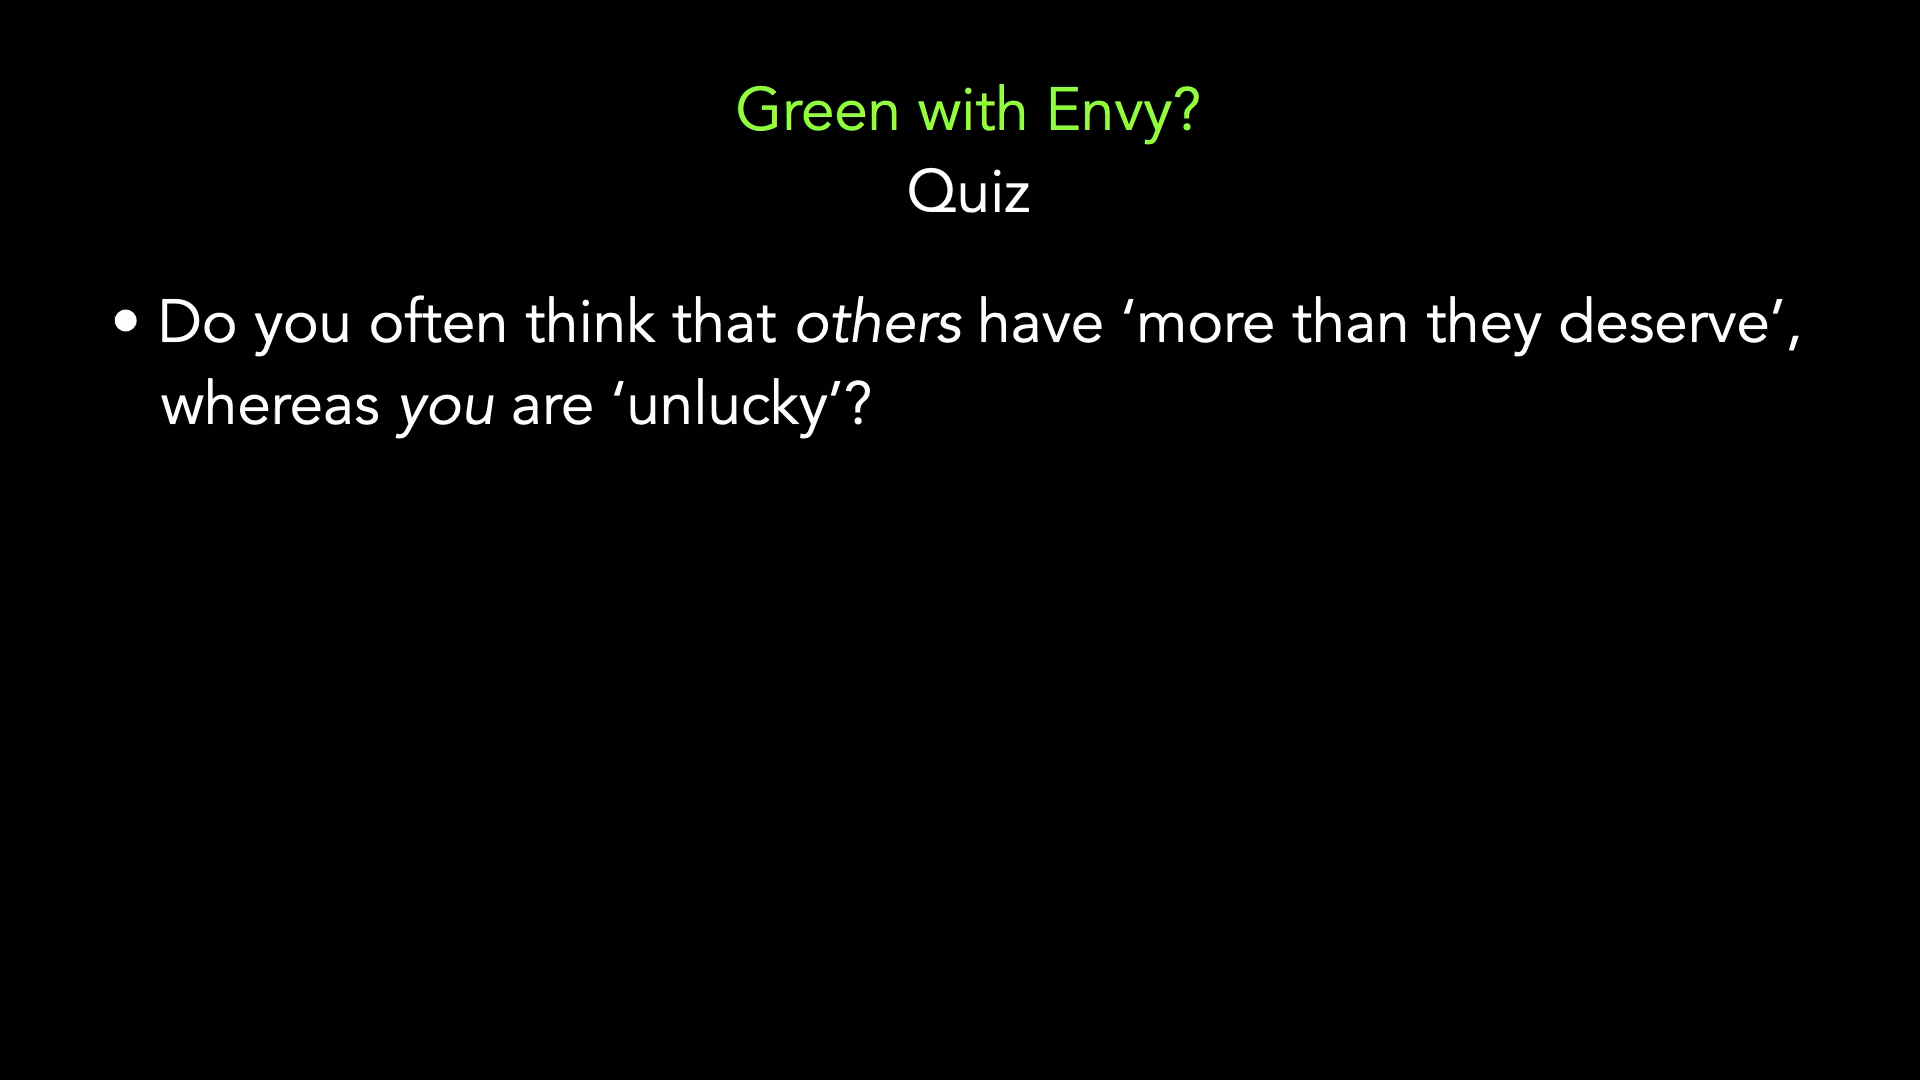 Green with Envy?
Quiz
• Do you often think that others have ‘more than they deserve’,
whereas you are ‘unlucky’?